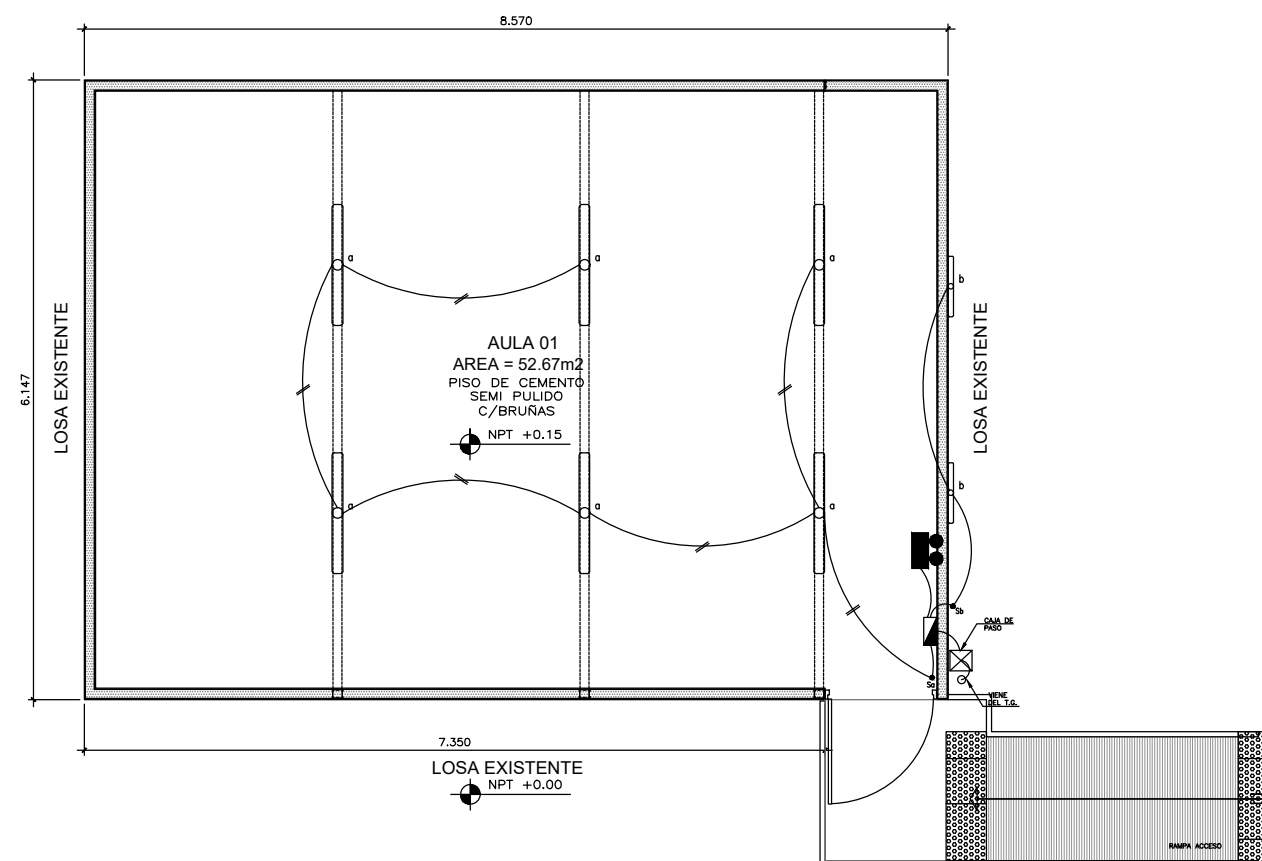 8.570
6.147
LOSA EXISTENTE
a
a
a
b
AULA 01
AREA = 52.67m2
PISO DE CEMENTO
SEMI PULIDO
C/BRUÑAS
NPT +0.15
LOSA EXISTENTE
a
a
a
b
Sb
CAJA DE
PASO
Sa
VIENE
DEL T.G.
7.350
LOSA EXISTENTE
NPT +0.00
RAMPA ACCESO